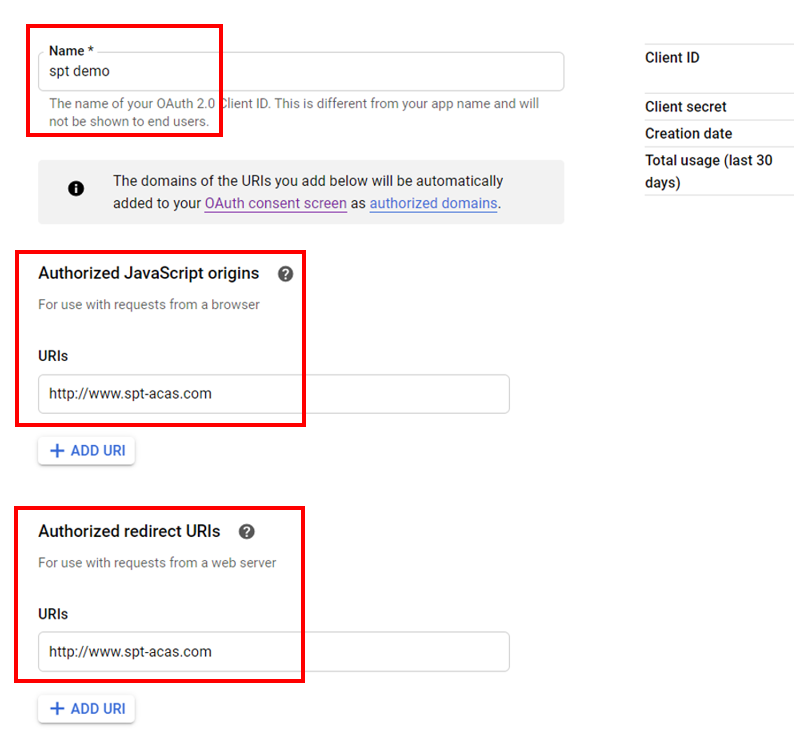 Name *
spt demo
The name of your OAuth 2.0 Client ID. This is different from your app name and will
not be shown to end users.
The domains of the URIs you add below will be automatically
added to your OAuth consent screen as authorized domains.
Authorized JavaScript origins
For use with requests from a browser
URIs
http://www.spt-acas.com
ADD URI
Authorized redirect URIs
For use with requests from a web server
URIs
http://www.spt-acas.com
ADD URI
Client ID
Client secret
Creation date
Total usage (last 30
days)